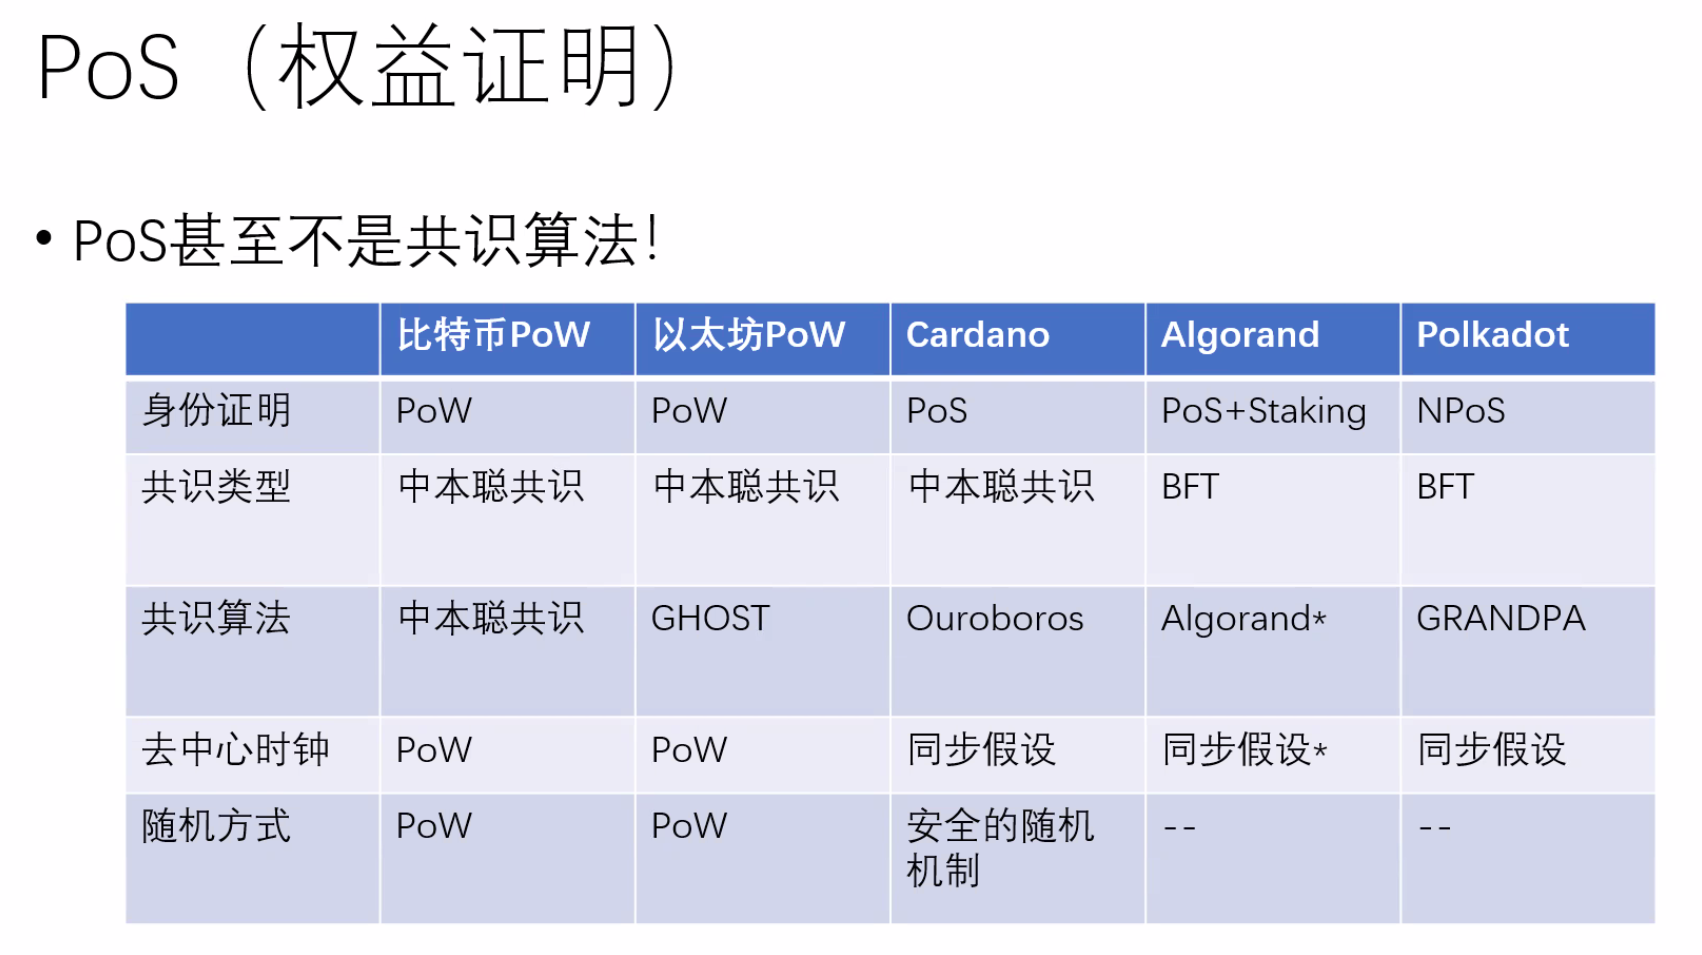 PoS（权益证明）
• PoS甚至不是共识算法！
比特币PoW 以太坊PoW Cardano Algorand Polkadot
身份证明 PoW PoW PoS PoS+Staking NPoS
共识类型 中本聪共识 中本聪共识 中本聪共识 BFT BFT
共识算法 中本聪共识 GHOST Ouroboros Algorand* GRANDPA
去中心时钟 PoW PoW 同步假设 同步假设* 同步假设
随机方式 PoW PoW 安全的随机 -- --
机制